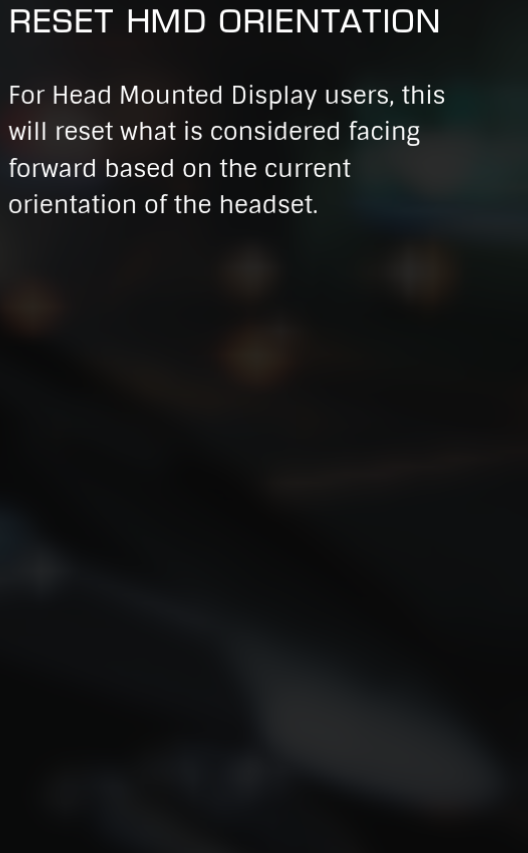 RESET HMD ORIENTATION
For Head Mounted Display users, this
will reset what is considered facing
forward based on the current
orientation of the headset.